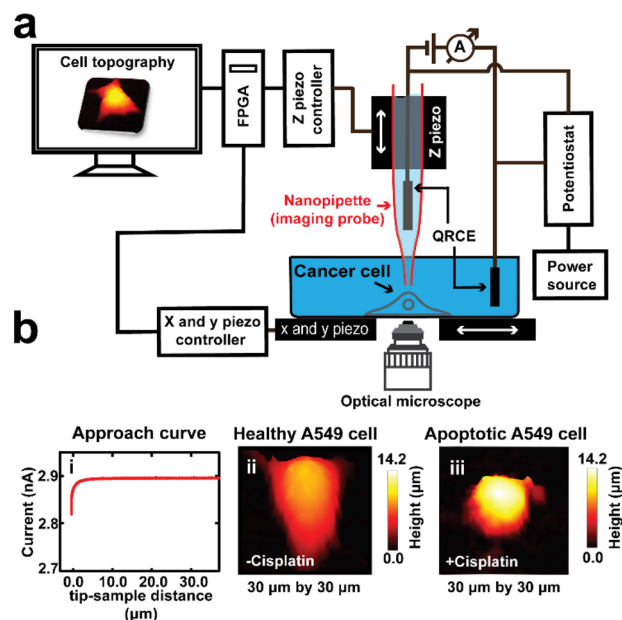 a
Cell topography
FPGA
Z piezo
controller
Z piezo
A
Potentiostat
Nanopipette
(imaging probe)
QRCE
Cancer cell
Power
source
X and y piezo
controller
x and y piezo
Optical microscope
b
Approach curve
i
Current (nA)
2.9
2.8
2.7
0.0 10.0 20.0 30.0
tip-sample distance
(µm)
Healthy A549 cell
ii
-Cisplatin
30 µm by 30 µm
14.2
0.0
Height (µm)
Apoptotic A549 cell
iii
+Cisplatin
30 µm by 30 µm
14.2
0.0
Height (µm)